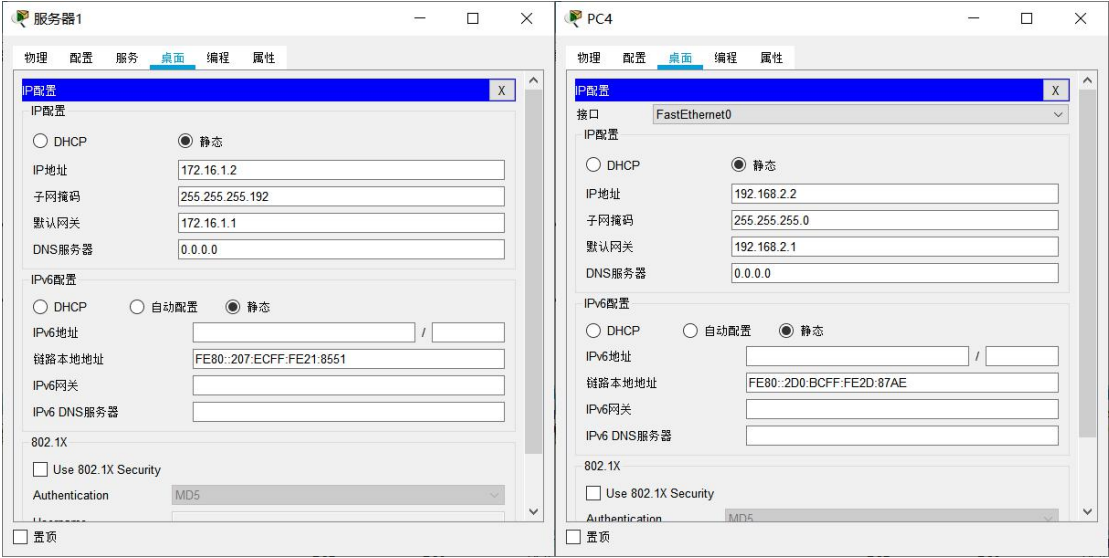 服务器1
物理 配置 服务 桌面 编程 属性
IP配置 X
IP配置
DHCP 静态
IP地址 172.16.1.2
子网掩码 255.255.255.192
默认网关 172.16.1.1
DNS服务器 0.0.0.0
IPv6配置
DHCP 自动配置 静态
IPv6地址 /
链路本地地址 FE80::207:ECFF:FE21:8551
IPv6网关
IPv6 DNS服务器
802.1X
Use 802.1X Security
Authentication MD5
Username
置顶
PC4
物理 配置 桌面 编程 属性
IP配置 X
接口 FastEthernet0
IP配置
DHCP 静态
IP地址 192.168.2.2
子网掩码 255.255.255.0
默认网关 192.168.2.1
DNS服务器 0.0.0.0
IPv6配置
DHCP 自动配置 静态
IPv6地址 /
链路本地地址 FE80::2D0:BCFF:FE2D:87AE
IPv6网关
IPv6 DNS服务器
802.1X
Use 802.1X Security
Authentication MD5
置顶